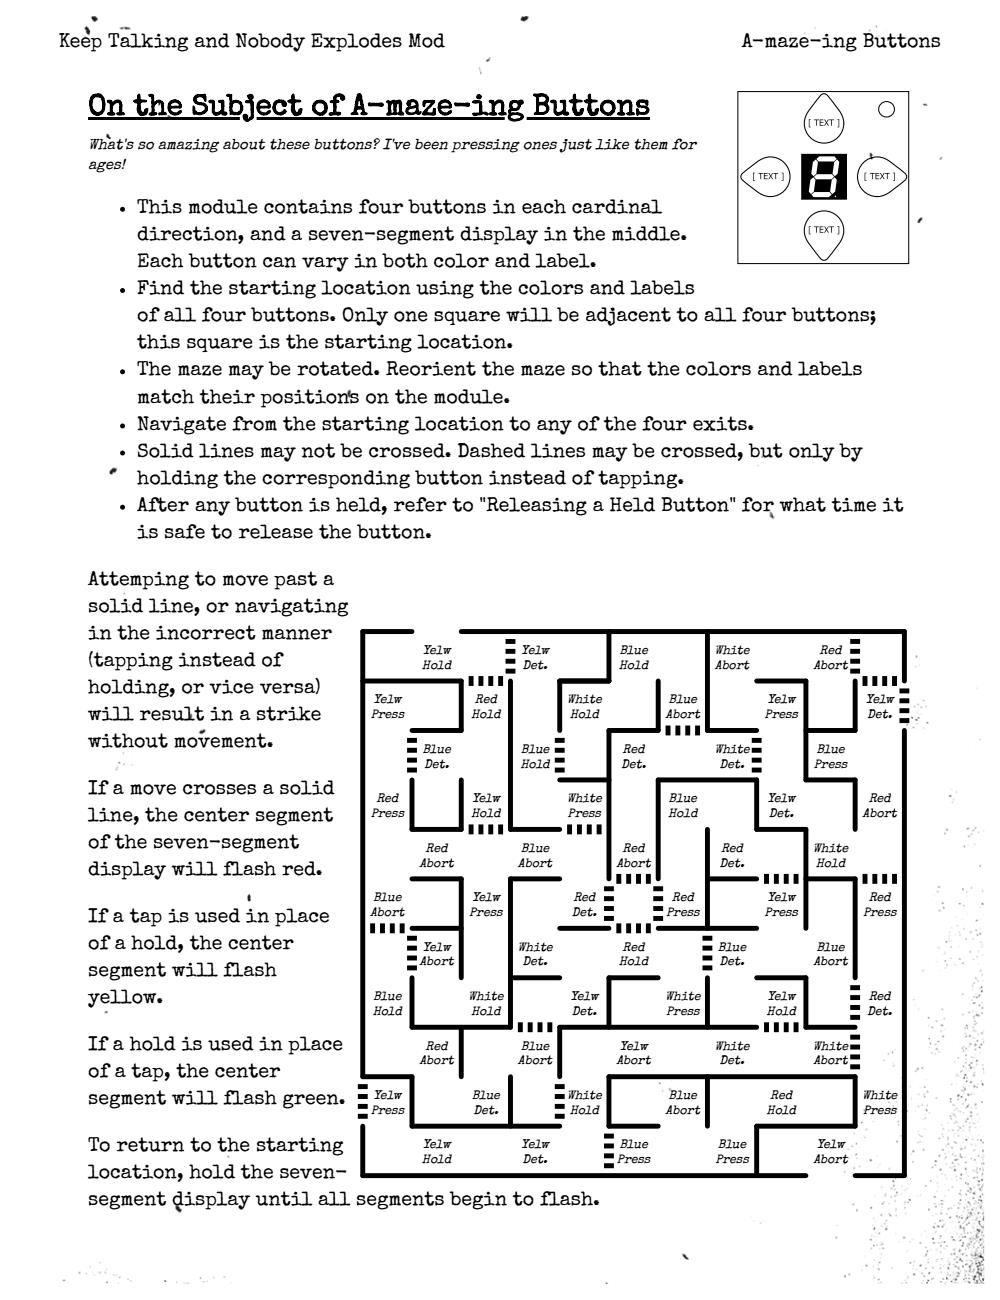 Keep Talking and Nobody Explodes Mod
A-maze-ing Buttons
On the Subject of A-maze-ing Buttons
What's so amazing about these buttons? I've been pressing ones just like them for
ages!
[ TEXT ]
[ TEXT ] 8 [ TEXT ]
[ TEXT ]
• This module contains four buttons in each cardinal
direction, and a seven-segment display in the middle.
Each button can vary in both color and label.
• Find the starting location using the colors and labels
of all four buttons. Only one square will be adjacent to all four buttons;
this square is the starting location.
• The maze may be rotated. Reorient the maze so that the colors and labels
match their positions on the module.
• Navigate from the starting location to any of the four exits.
• Solid lines may not be crossed. Dashed lines may be crossed, but only by
holding the corresponding button instead of tapping.
• After any button is held, refer to "Releasing a Held Button" for what time it
is safe to release the button.
Attemping to move past a
solid line, or navigating
in the incorrect manner
(tapping instead of
holding, or vice versa)
will result in a strike
without movement.
If a move crosses a solid
line, the center segment
of the seven-segment
display will flash red.
If a tap is used in place
of a hold, the center
segment will flash
yellow.
If a hold is used in place
of a tap, the center
segment will flash green.
To return to the starting
location, hold the seven-
segment display until all segments begin to flash.
Yelw Yelw Blue White Red
Hold Det. Hold Abort Abort
Yelw Red White Blue Yelw Yelw
Press Hold Hold Abort Press Det.
Blue Blue Red White Blue
Det. Hold Det. Det. Press
Red Yelw White Blue Yelw Red
Press Hold Press Hold Det. Abort
Red Blue Red Red White
Abort Abort Abort Det. Hold
Blue Yelw Red Red Yelw Red
Abort Press Det. Press Press Press
Yelw White Red Blue Blue
Abort Det. Hold Det. Abort
Blue White Yelw White Yelw Red
Hold Hold Det. Press Hold Det.
Red Blue Yelw White White
Abort Abort Abort Det. Abort
Yelw Blue White Blue Red White
Press Det. Hold Abort Hold Press
Yelw Yelw Blue Blue Yelw
Hold Det. Press Press Abort